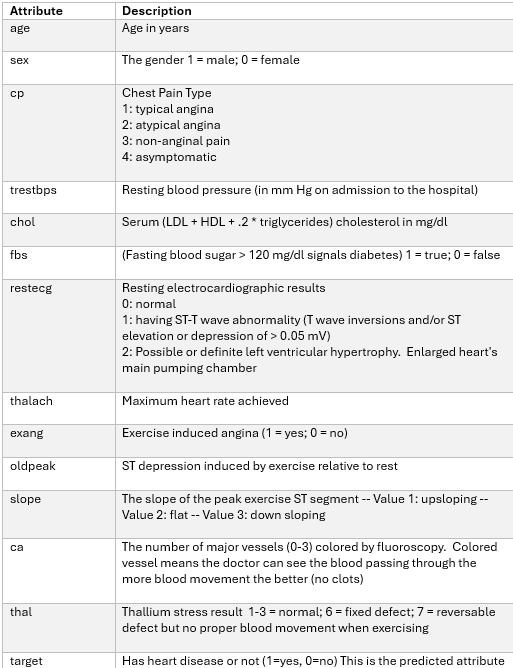 Attribute Description
age Age in years
sex The gender 1 = male; 0 = female
cp Chest Pain Type
1: typical angina
2: atypical angina
3: non-anginal pain
4: asymptomatic
trestbps Resting blood pressure (in mm Hg on admission to the hospital)
chol Serum (LDL + HDL + .2 * triglycerides) cholesterol in mg/dl
fbs (Fasting blood sugar > 120 mg/dl signals diabetes) 1 = true; 0 = false
restecg Resting electrocardiographic results
0: normal
1: having ST-T wave abnormality (T wave inversions and/or ST
elevation or depression of > 0.05 mV)
2: Possible or definite left ventricular hypertrophy. Enlarged heart's
main pumping chamber
thalach Maximum heart rate achieved
exang Exercise induced angina (1 = yes; 0 = no)
oldpeak ST depression induced by exercise relative to rest
slope The slope of the peak exercise ST segment -- Value 1: upsloping --
Value 2: flat -- Value 3: down sloping
ca The number of major vessels (0-3) colored by fluoroscopy. Colored
vessel means the doctor can see the blood passing through the
more blood movement the better (no clots)
thal Thallium stress result 1-3 = normal; 6 = fixed defect; 7 = reversable
defect but no proper blood movement when exercising
target Has heart disease or not (1=yes, 0=no) This is the predicted attribute